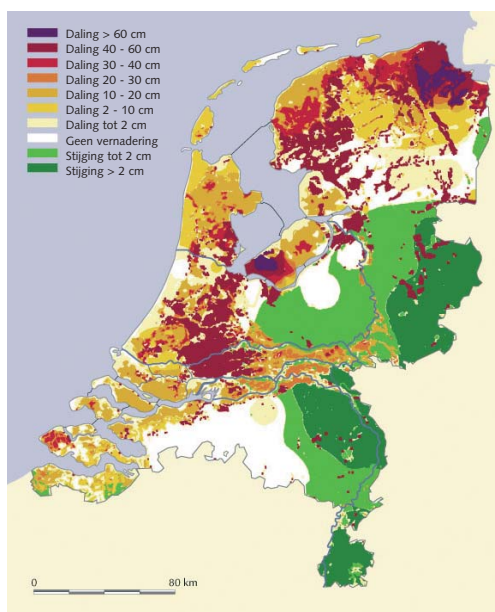 Daling > 60 cm
Daling 40 - 60 cm
Daling 30 - 40 cm
Daling 20 - 30 cm
Daling 10 - 20 cm
Daling 2 - 10 cm
Daling tot 2 cm
Geen vernadering
Stijging tot 2 cm
Stijging > 2 cm
0 80 km